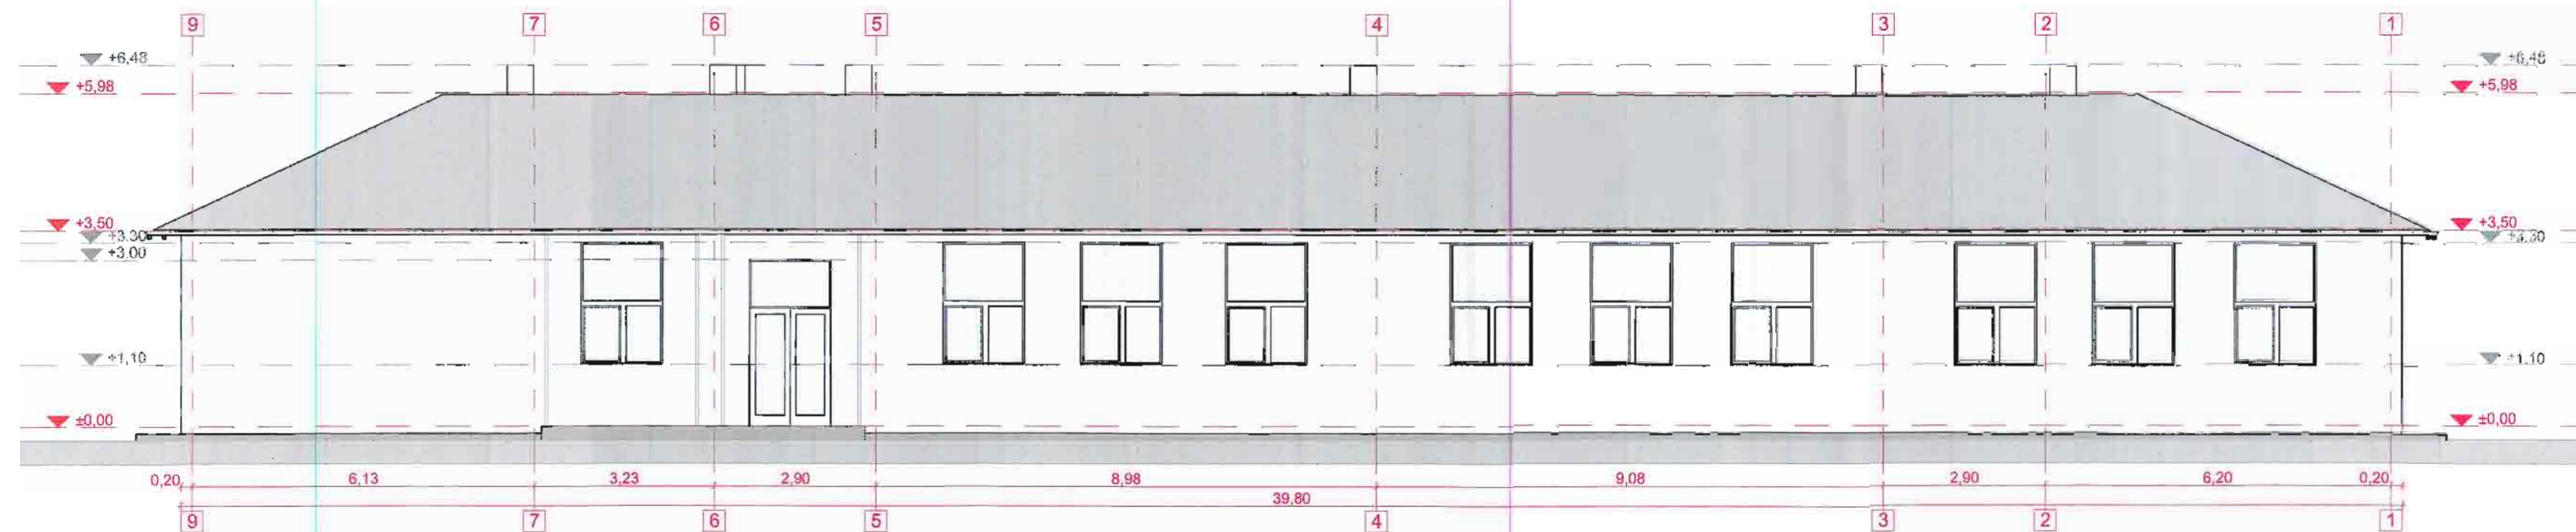 9 7 6 5 4 3 2 1
+6,48 +6,48
+5,98 +5,98
+3,50 +3,50
+3.30 +3.30
+3.00
+1,10 +1.10
±0,00 ±0,00
0,20 6,13 3,23 2,90 8,98 9,08 2,90 6,20 0,20
39,80
9 7 6 5 4 3 2 1